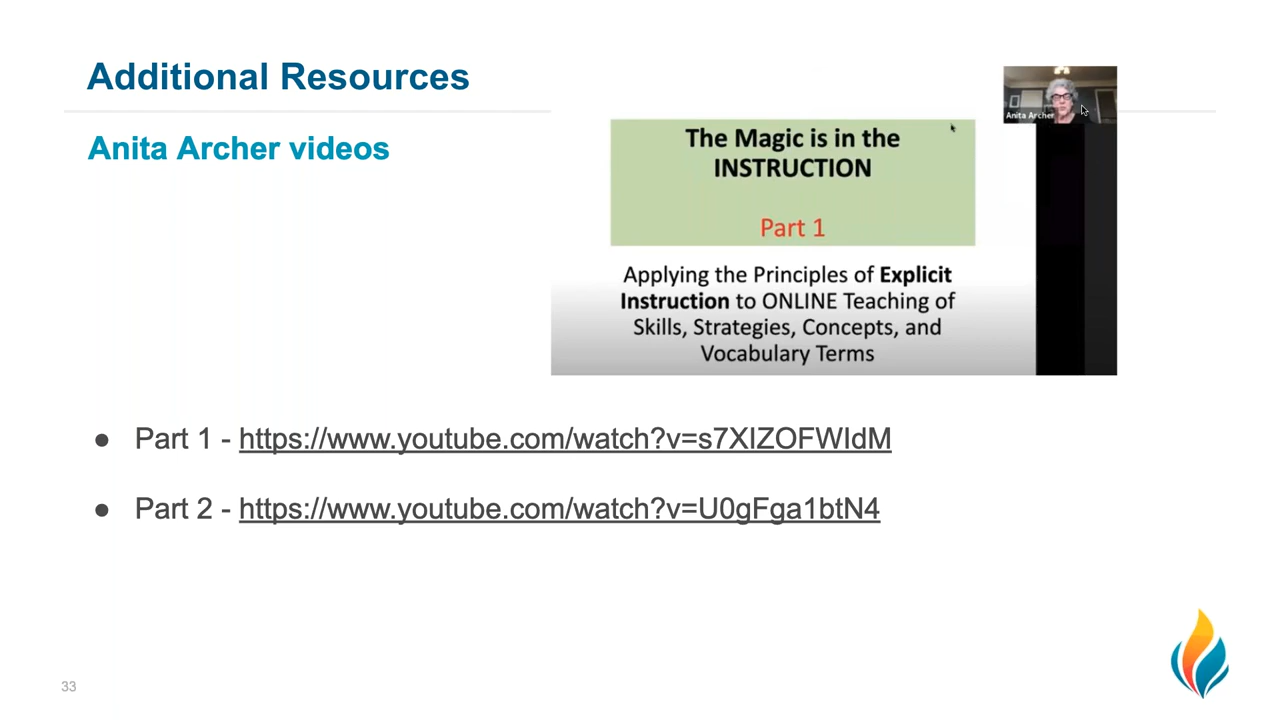 Additional Resources
Anita Archer videos
Anita Archer
The Magic is in the
INSTRUCTION
Part 1
Applying the Principles of Explicit
Instruction to ONLINE Teaching of
Skills, Strategies, Concepts, and
Vocabulary Terms
● Part 1 - https://www.youtube.com/watch?v=s7XIZOFWIdM
● Part 2 - https://www.youtube.com/watch?v=U0gFga1btN4
33